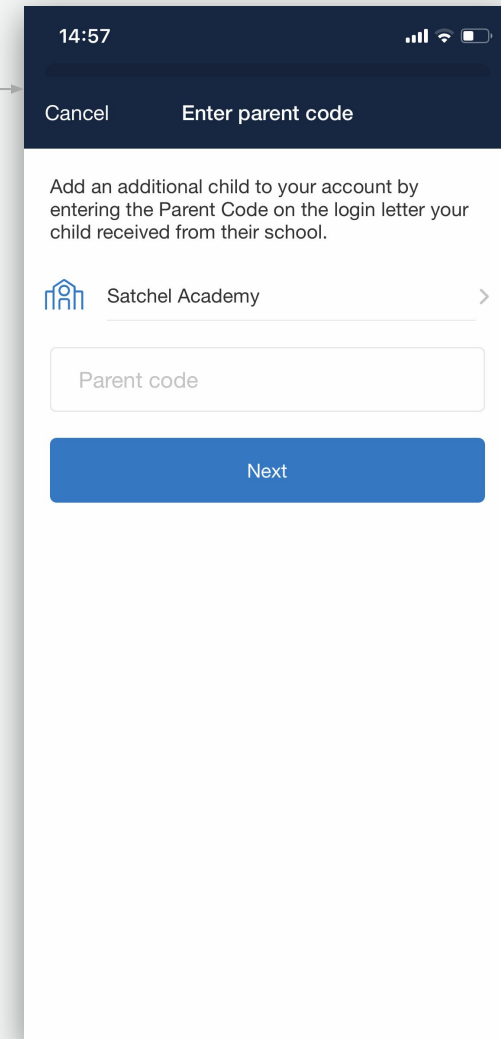 14:57
Cancel Enter parent code
Add an additional child to your account by
entering the Parent Code on the login letter your
child received from their school.
Satchel Academy
Parent code
Next